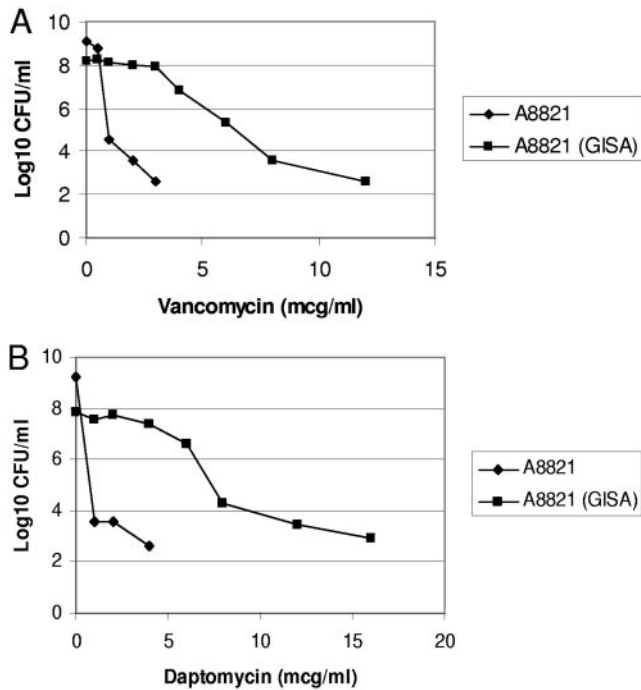 A
10
8
6
4
2
0
Log10 CFU/ml
0 5 10 15
Vancomycin (mcg/ml)
A8821
A8821 (GISA)
B
10
8
6
4
2
0
Log10 CFU/ml
0 5 10 15 20
Daptomycin (mcg/ml)
A8821
A8821 (GISA)